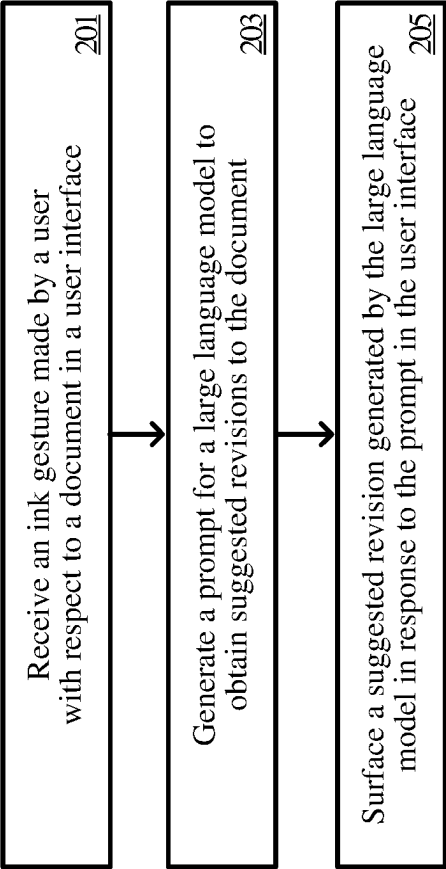 201
Receive an ink gesture made by a user
with respect to a document in a user interface
203
Generate a prompt for a large language model to
obtain suggested revisions to the document
205
Surface a suggested revision generated by the large language
model in response to the prompt in the user interface